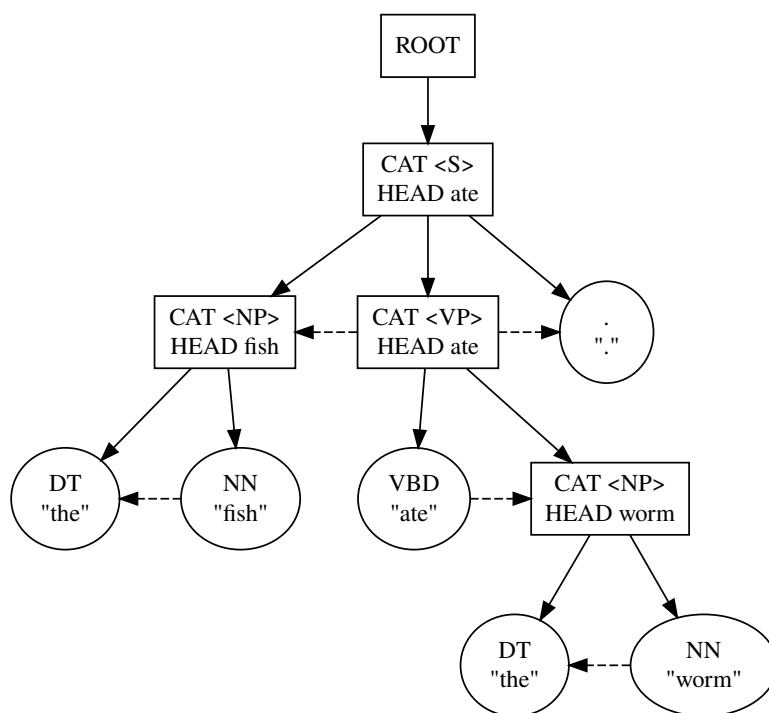 ROOT
CAT <S>
HEAD ate
CAT <NP>
HEAD fish
CAT <VP>
HEAD ate
.
"."
DT
"the"
NN
"fish"
VBD
"ate"
CAT <NP>
HEAD worm
DT
"the"
NN
"worm"